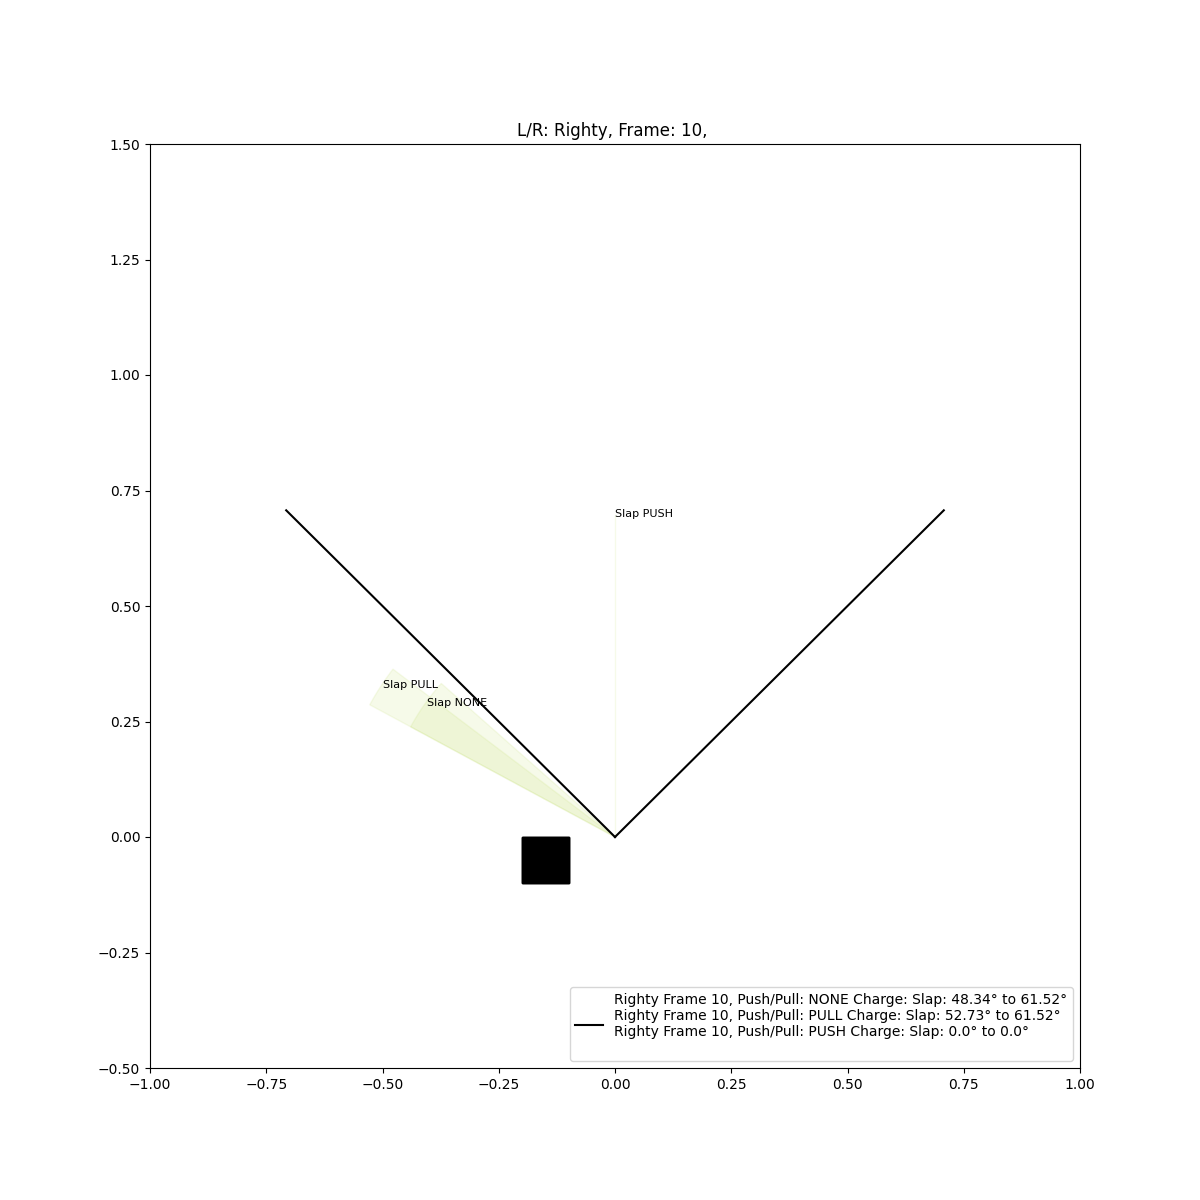 L/R: Righty, Frame: 10,
1.50
1.25
1.00
0.75
Slap PUSH
0.50
Slap PULL
Slap NONE
0.25
0.00
−0.25
Righty Frame 10, Push/Pull: NONE Charge: Slap: 48.34° to 61.52°
Righty Frame 10, Push/Pull: PULL Charge: Slap: 52.73° to 61.52°
Righty Frame 10, Push/Pull: PUSH Charge: Slap: 0.0° to 0.0°
−0.50
−1.00 −0.75 −0.50 −0.25 0.00 0.25 0.50 0.75 1.00